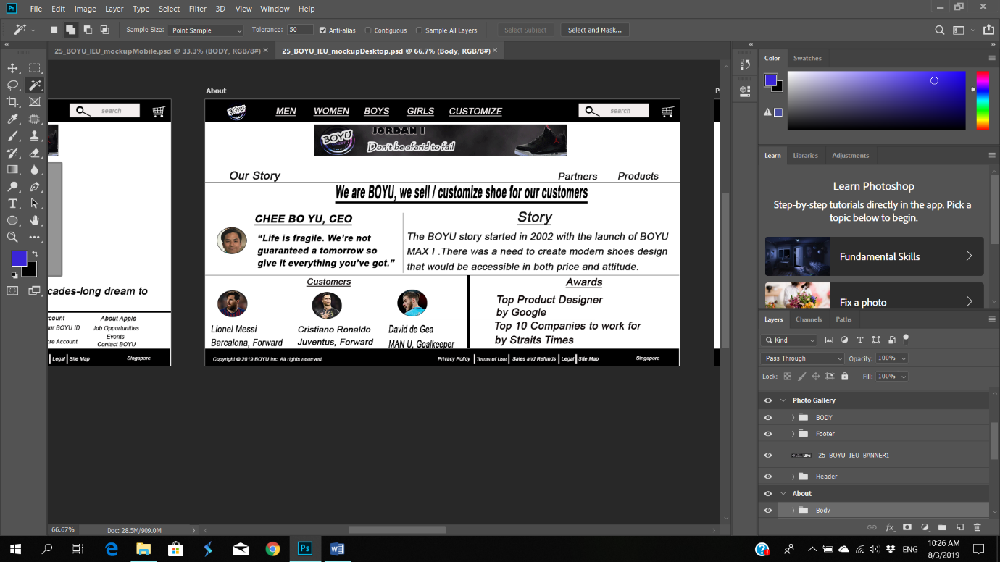 Ps File Edit Image Layer Type Select Filter 3D View Window Help
Sample Size: Point Sample Tolerance: 50 Anti-alias Contiguous Sample All Layers Select Subject Select and Mask...
25_BOYU_IEU_mockupMobile.psd @ 33.3% (BODY, RGB/8#) 25_BOYU_IEU_mockupDesktop.psd @ 66.7% (Body, RGB/8#)
About
search
BOYU MEN WOMEN BOYS GIRLS CUSTOMIZE search
BOYU JORDAN I
Don't be afarid to fail
Our Story Partners Products
We are BOYU, we sell / customize shoe for our customers
CHEE BO YU, CEO
“Life is fragile. We’re not
guaranteed a tomorrow so
give it everything you’ve got.”
Story
The BOYU story started in 2002 with the launch of BOYU
MAX I .There was a need to create modern shoes design
that would be accessible in both price and attitude.
Customers
Lionel Messi
Barcalona, Forward
Cristiano Ronaldo
Juventus, Forward
David de Gea
MAN U, Goalkeeper
Awards
Top Product Designer
by Google
Top 10 Companies to work for
by Straits Times
Copyright © 2019 BOYU Inc. All rights reserved. Privacy Policy Terms of Use Sales and Refunds Legal Site Map Singapore
cades-long dream to
ccount
our BOYU ID
ore Account
About Apple
Job Opportunities
Events
Contact BOYU
Legal Site Map Singapore
66.67% Doc: 28.5M/909.0M
Color Swatches
Learn Libraries Adjustments
Learn Photoshop
Step-by-step tutorials directly in the app. Pick a
topic below to begin.
Fundamental Skills
Fix a photo
Layers Channels Paths
Kind
Pass Through Opacity: 100%
Lock: Fill: 100%
Photo Gallery
BODY
Footer
25_BOYU_IEU_BANNER1
Header
About
Body
fx
Ps ENG 10:26 AM
8/3/2019